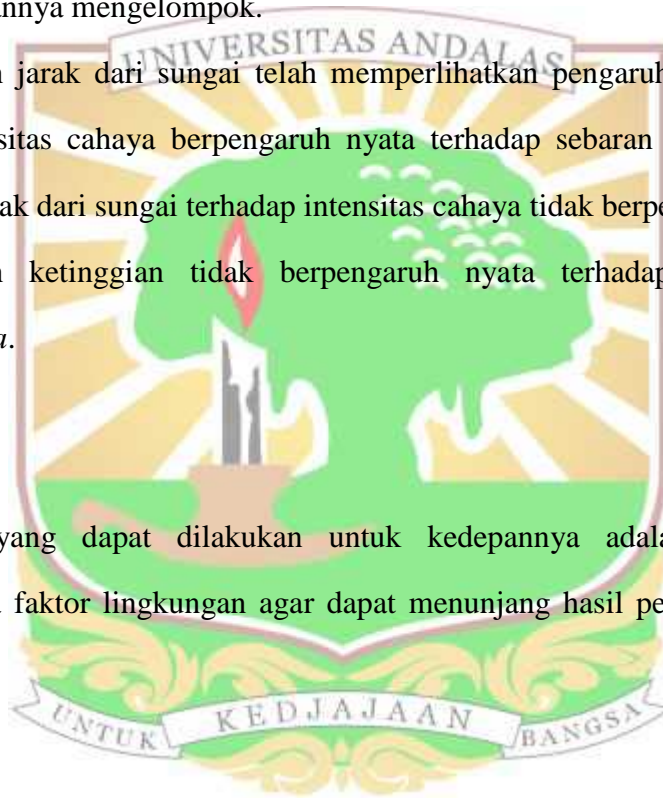 annya mengelompok.
UNIVERSITAS ANDALAS
jarak dari sungai telah memperlihatkan pengaruh
sitas cahaya berpengaruh nyata terhadap sebaran
ak dari sungai terhadap intensitas cahaya tidak berpe
ketinggian tidak berpengaruh nyata terhadap
a.
yang dapat dilakukan untuk kedepannya adala
faktor lingkungan agar dapat menunjang hasil pe
UNTUK KEDJAJAAN BANGSA